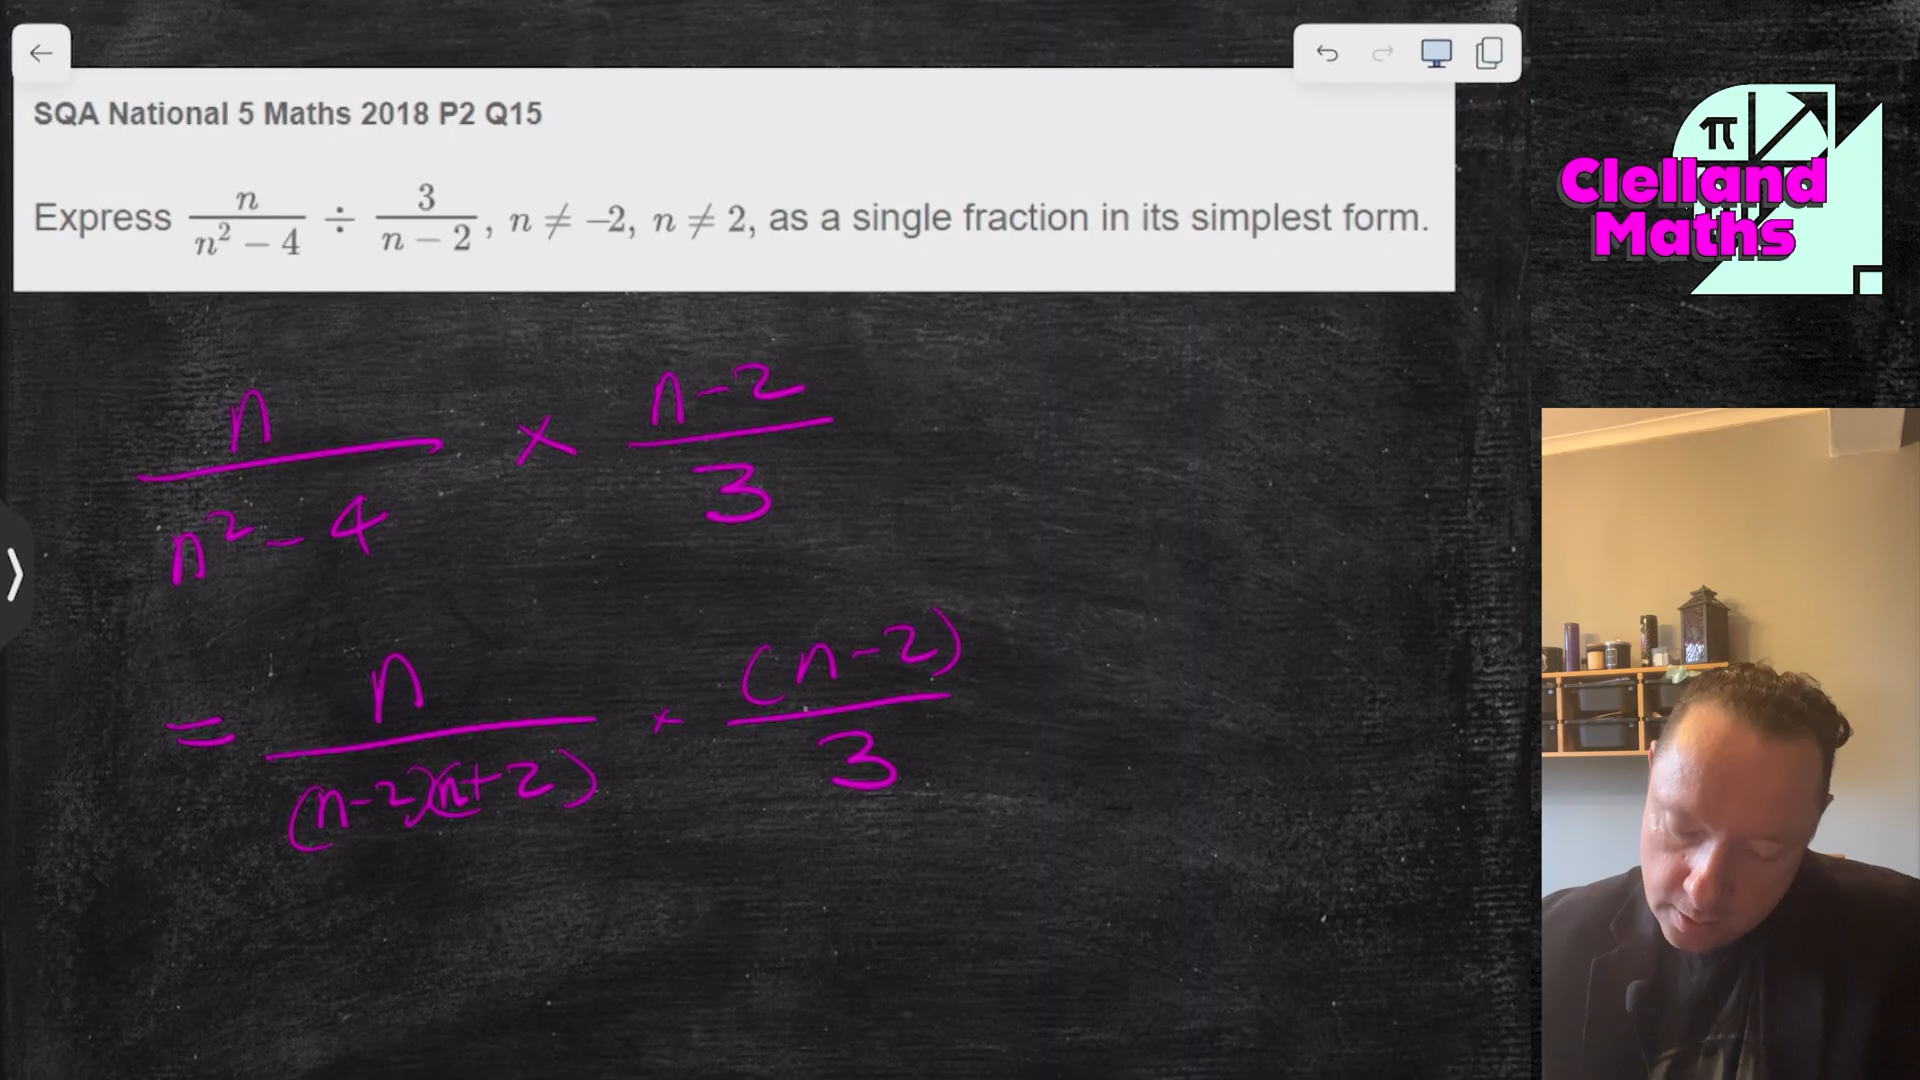 SQA National 5 Maths 2018 P2 Q15
Express n/(n² − 4) ÷ 3/(n − 2), n ≠ −2, n ≠ 2, as a single fraction in its simplest form.
π
Clelland
Maths
n/(n² − 4) × (n−2)/3
= n/((n−2)(n+2)) × (n−2)/3